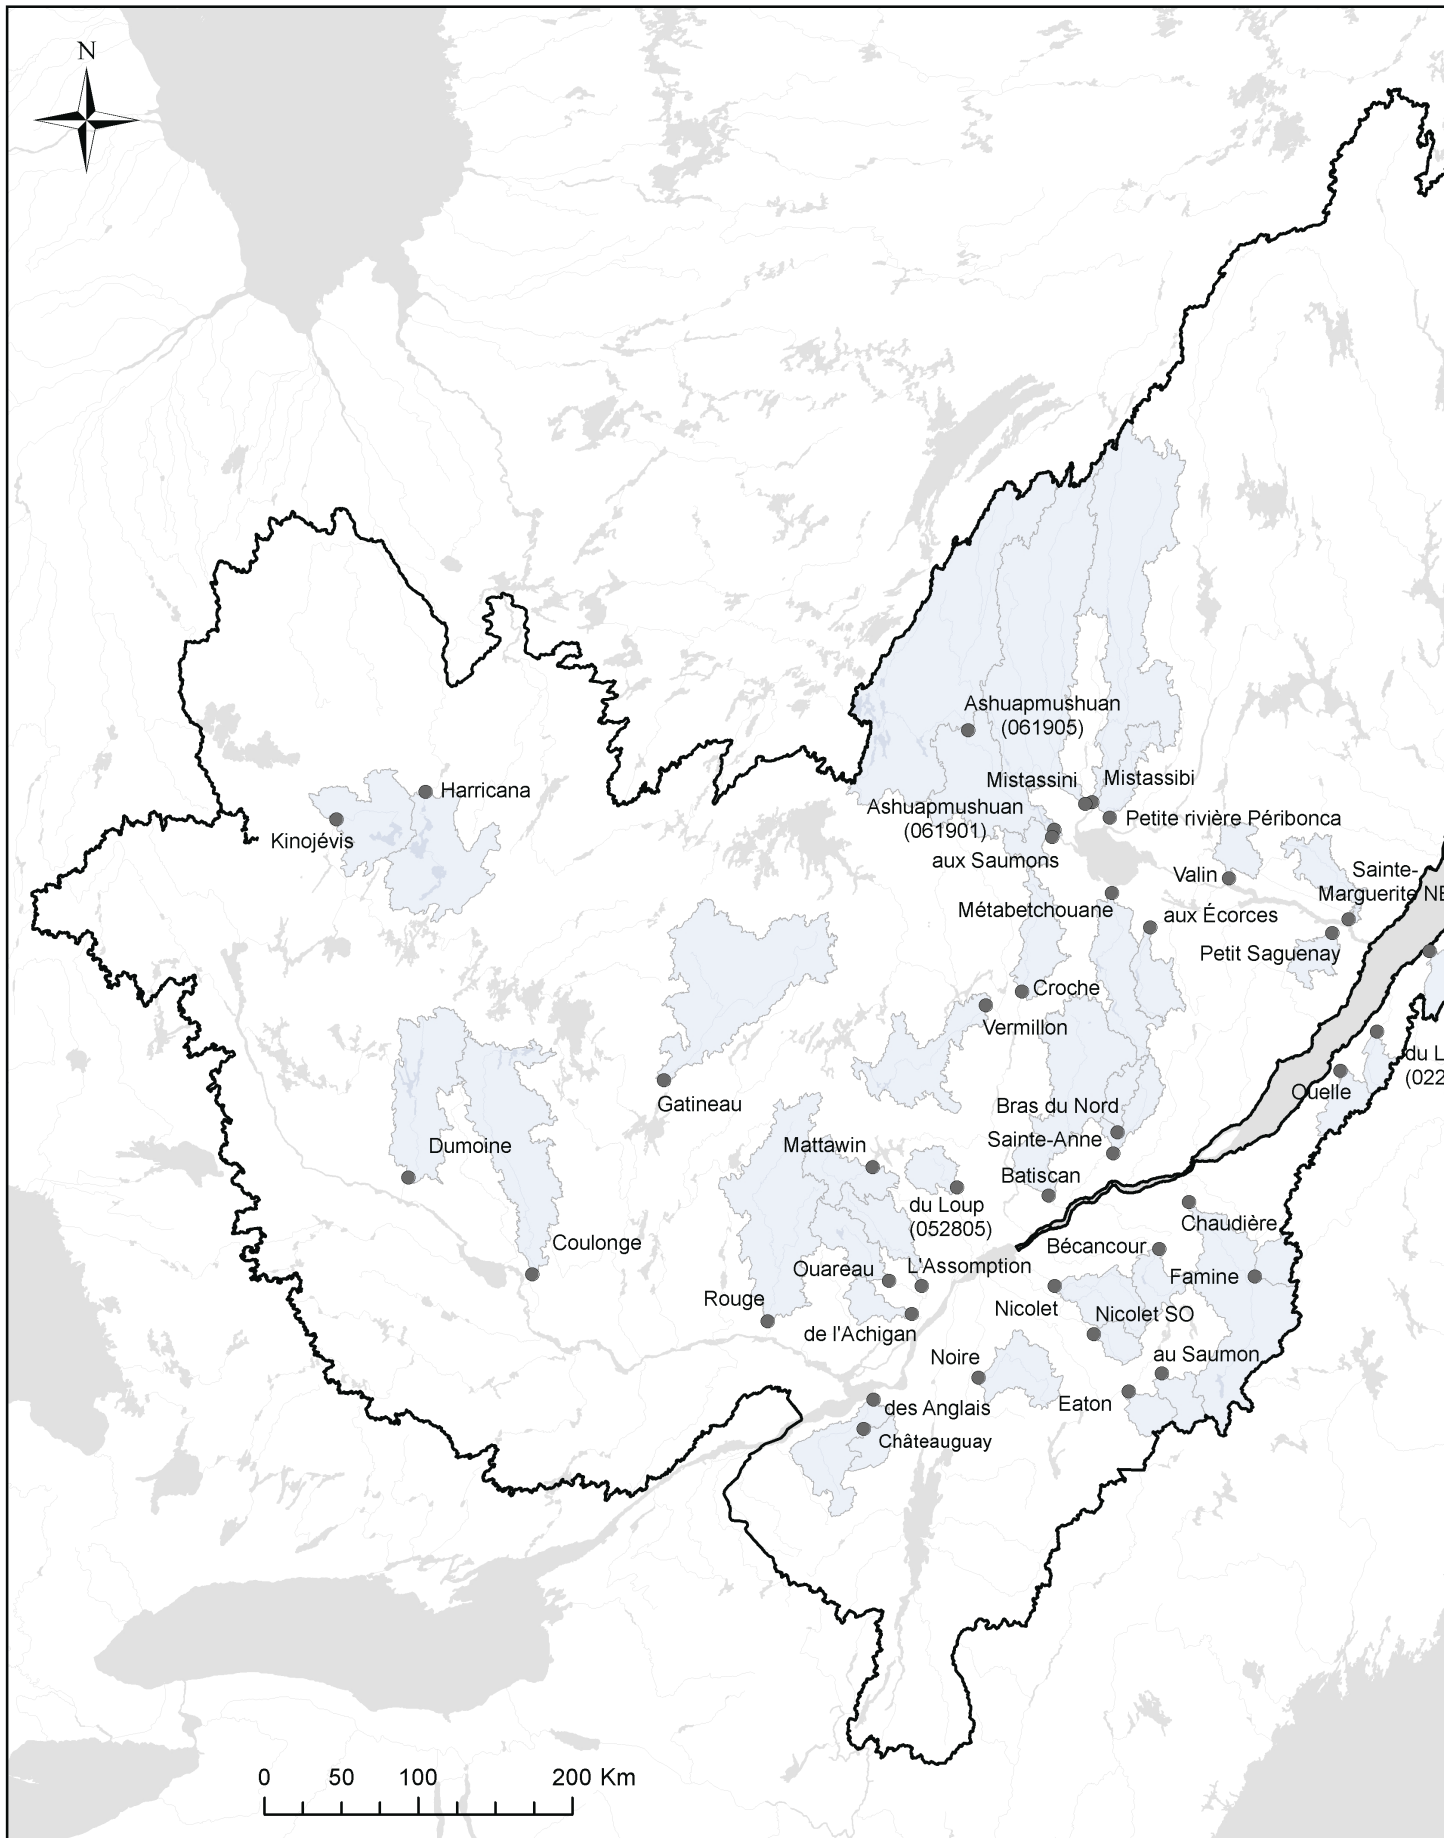 N
Ashuapmushuan
(061905)
Mistassini
Mistassibi
Harricana
Ashuapmushuan
(061901)
Petite rivière Péribonca
Kinojévis
aux Saumons
Valin
Sainte-
Marguerite NE
Métabetchouane
aux Écorces
Petit Saguenay
Croche
Vermillon
du L
(022
Ouelle
Gatineau
Bras du Nord
Sainte-Anne
Dumoine
Mattawin
Batiscan
du Loup
(052805)
Chaudière
Coulonge
Bécancour
Ouareau
L'Assomption
Famine
Rouge
Nicolet
Nicolet SO
de l'Achigan
Noire
au Saumon
Eaton
des Anglais
Châteauguay
0 50 100 200 Km